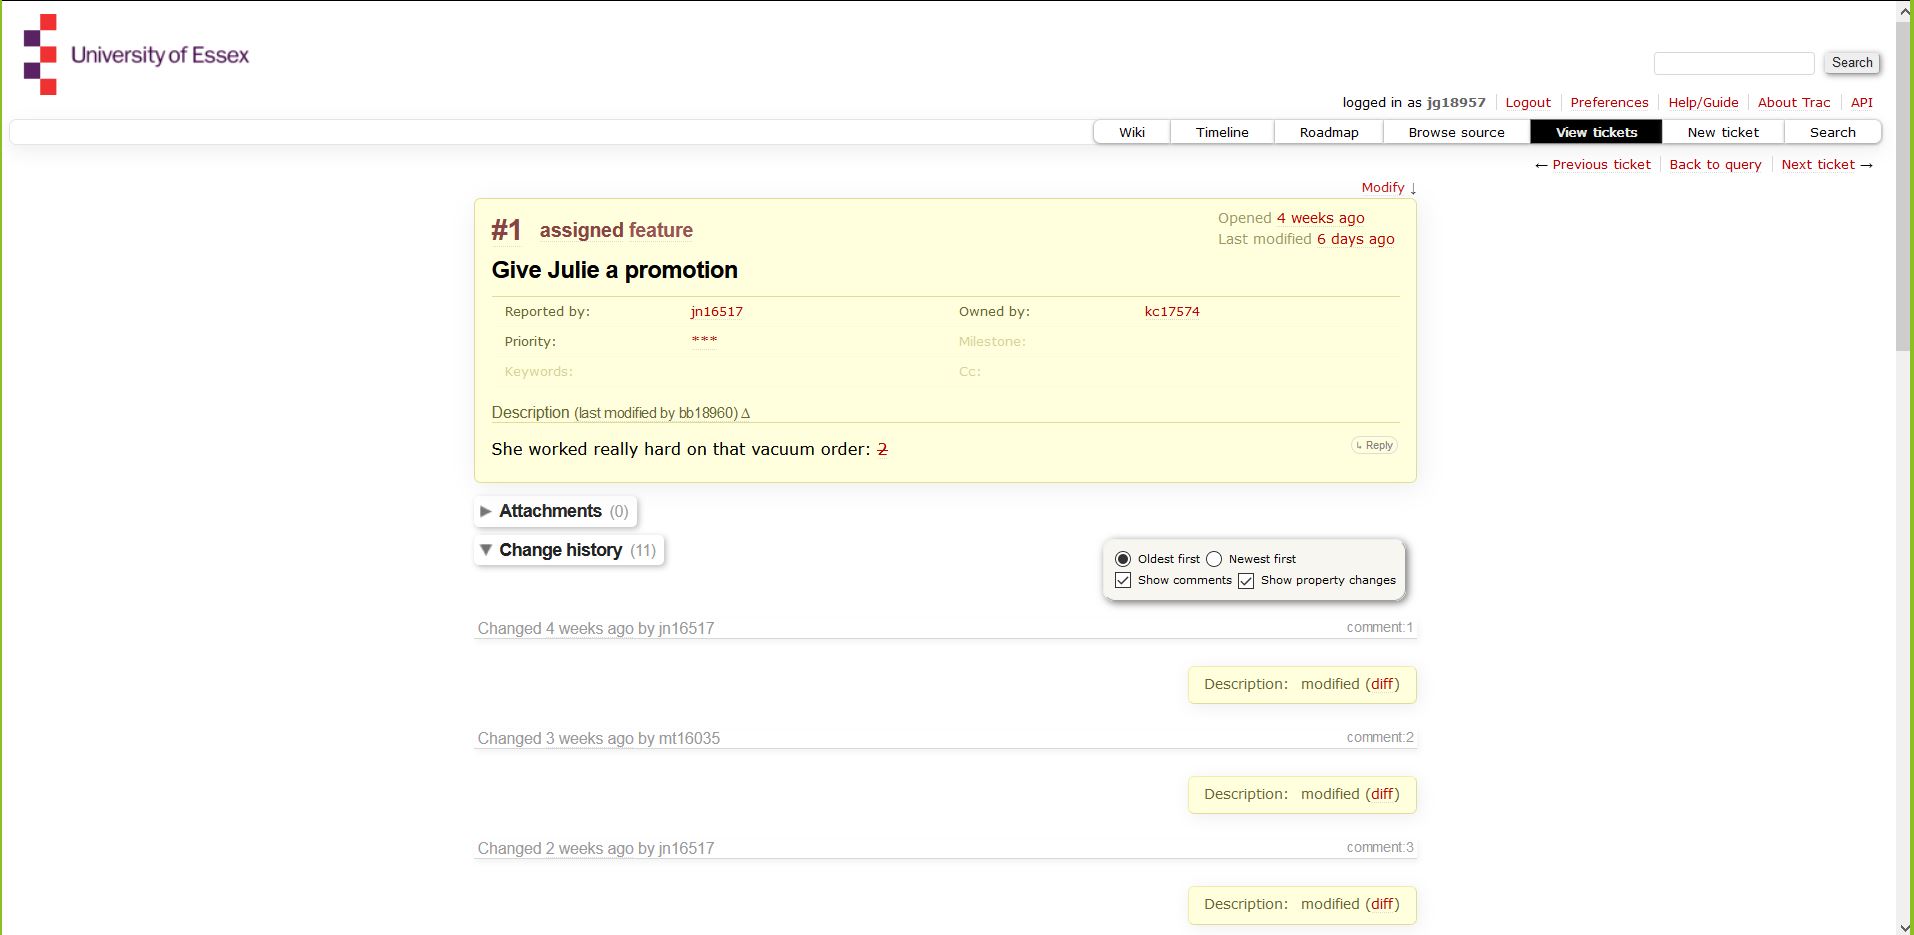 University of Essex
Search
logged in as jg18957 Logout Preferences Help/Guide About Trac API
Wiki Timeline Roadmap Browse source View tickets New ticket Search
← Previous ticket Back to query Next ticket →
Modify ↓
#1 assigned feature
Opened 4 weeks ago
Last modified 6 days ago
Give Julie a promotion
Reported by: jn16517 Owned by: kc17574
Priority: *** Milestone:
Keywords: Cc:
Description (last modified by bb18960) Δ
She worked really hard on that vacuum order: 2
↳ Reply
Attachments (0)
Change history (11)
Oldest first Newest first
Show comments Show property changes
Changed 4 weeks ago by jn16517 comment:1
Description: modified (diff)
Changed 3 weeks ago by mt16035 comment:2
Description: modified (diff)
Changed 2 weeks ago by jn16517 comment:3
Description: modified (diff)